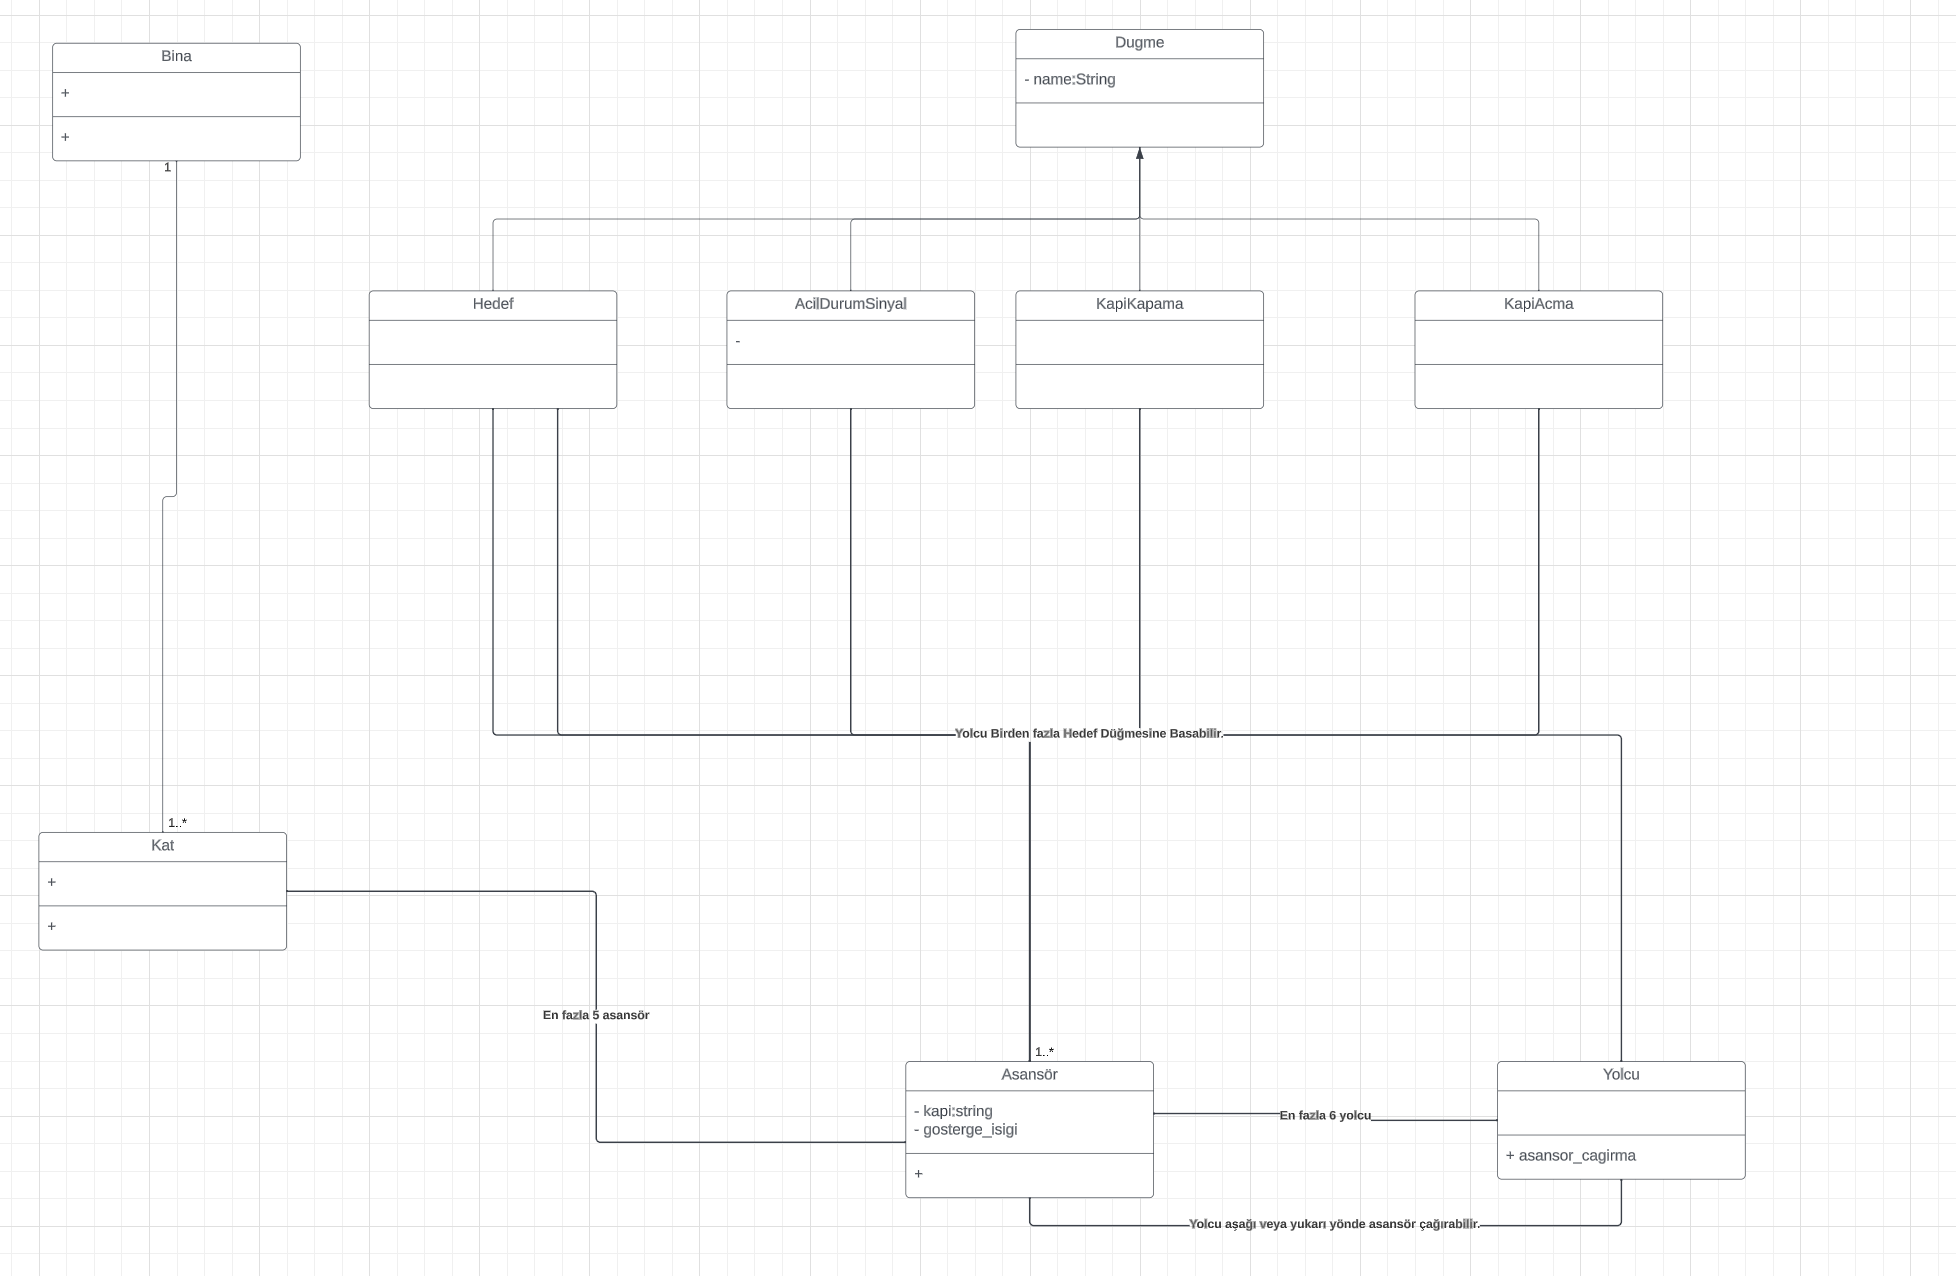 Bina
+
+
1
Dugme
- name:String
Hedef
AcilDurumSinyal
-
KapiKapama
KapiAcma
Yolcu Birden fazla Hedef Düğmesine Basabilir.
1..*
Kat
+
+
En fazla 5 asansör
1..*
Asansör
- kapi:string
- gosterge_isigi
+
En fazla 6 yolcu
Yolcu
+ asansor_cagirma
Yolcu aşağı veya yukarı yönde asansör çağırabilir.